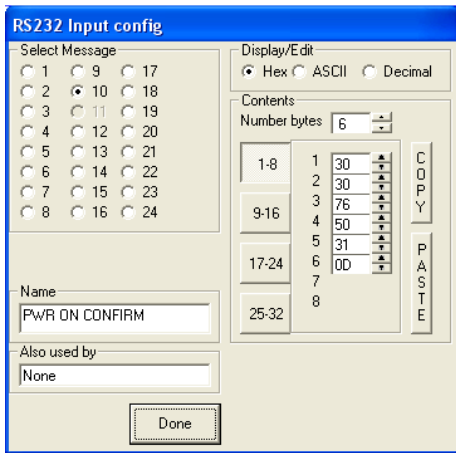 RS232 Input config
Select Message
1 9 17
2 10 18
3 11 19
4 12 20
5 13 21
6 14 22
7 15 23
8 16 24
Name
PWR ON CONFIRM
Also used by
None
Done
Display/Edit
Hex ASCII Decimal
Contents
Number bytes 6
1-8
9-16
17-24
25-32
1 30
2 30
3 76
4 50
5 31
6 0D
7
8
COPY
PASTE